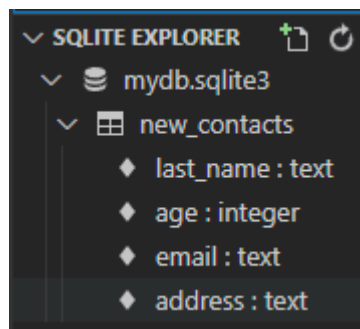 SQLITE EXPLORER
mydb.sqlite3
new_contacts
last_name : text
age : integer
email : text
address : text